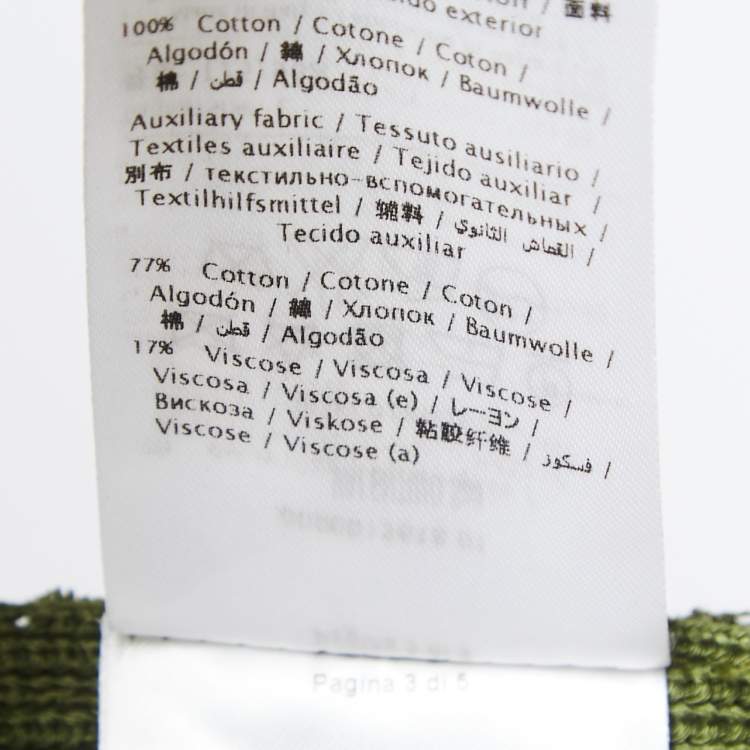 exterior / 面料
100% Cotton / Cotone / Coton /
Algodón / 綿 / Хлопок / Baumwolle /
棉 / قطن / Algodão
Auxiliary fabric / Tessuto ausiliario /
Textiles auxiliaire / Tejido auxiliar /
別布 / текстильно-вспомогательных /
Textilhilfsmittel / 辅料 / القماش الثانوي /
Tecido auxiliar
77% Cotton / Cotone / Coton /
Algodón / 綿 / Хлопок / Baumwolle /
棉 / قطن / Algodão
17% Viscose / Viscosa / Viscose /
Viscosa / Viscosa (e) / レーヨン /
Вискоза / Viskose / 粘胶纤维 / فسكوز /
Viscose / Viscose (a)
Pagina 3 di 5